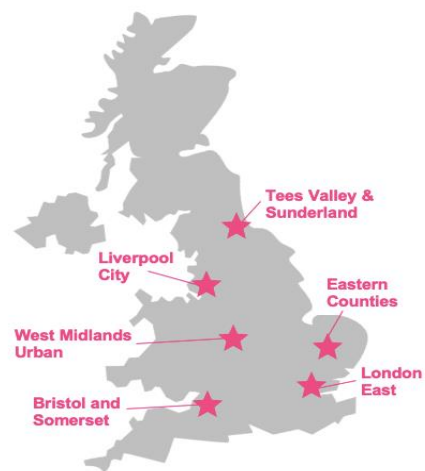 Tees Valley &
Sunderland
Liverpool
City
Eastern
Counties
West Midlands
Urban
London
East
Bristol and
Somerset